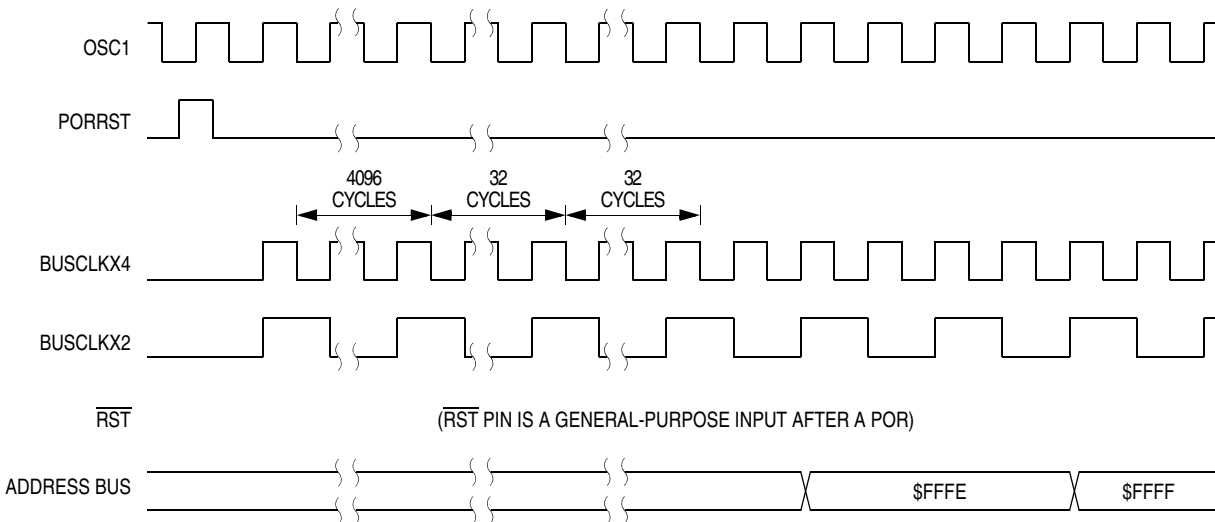 OSC1
PORRST
4096
CYCLES
32
CYCLES
32
CYCLES
BUSCLKX4
BUSCLKX2
RST
(RST PIN IS A GENERAL-PURPOSE INPUT AFTER A POR)
ADDRESS BUS
$FFFE
$FFFF